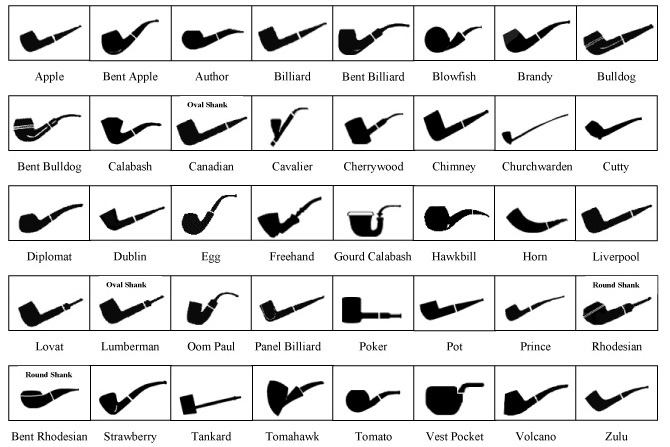 Apple Bent Apple Author Billiard Bent Billiard Blowfish Brandy Bulldog
Oval Shank
Bent Bulldog Calabash Canadian Cavalier Cherrywood Chimney Churchwarden Cutty
Diplomat Dublin Egg Freehand Gourd Calabash Hawkbill Horn Liverpool
Oval Shank Round Shank
Lovat Lumberman Oom Paul Panel Billiard Poker Pot Prince Rhodesian
Round Shank
Bent Rhodesian Strawberry Tankard Tomahawk Tomato Vest Pocket Volcano Zulu